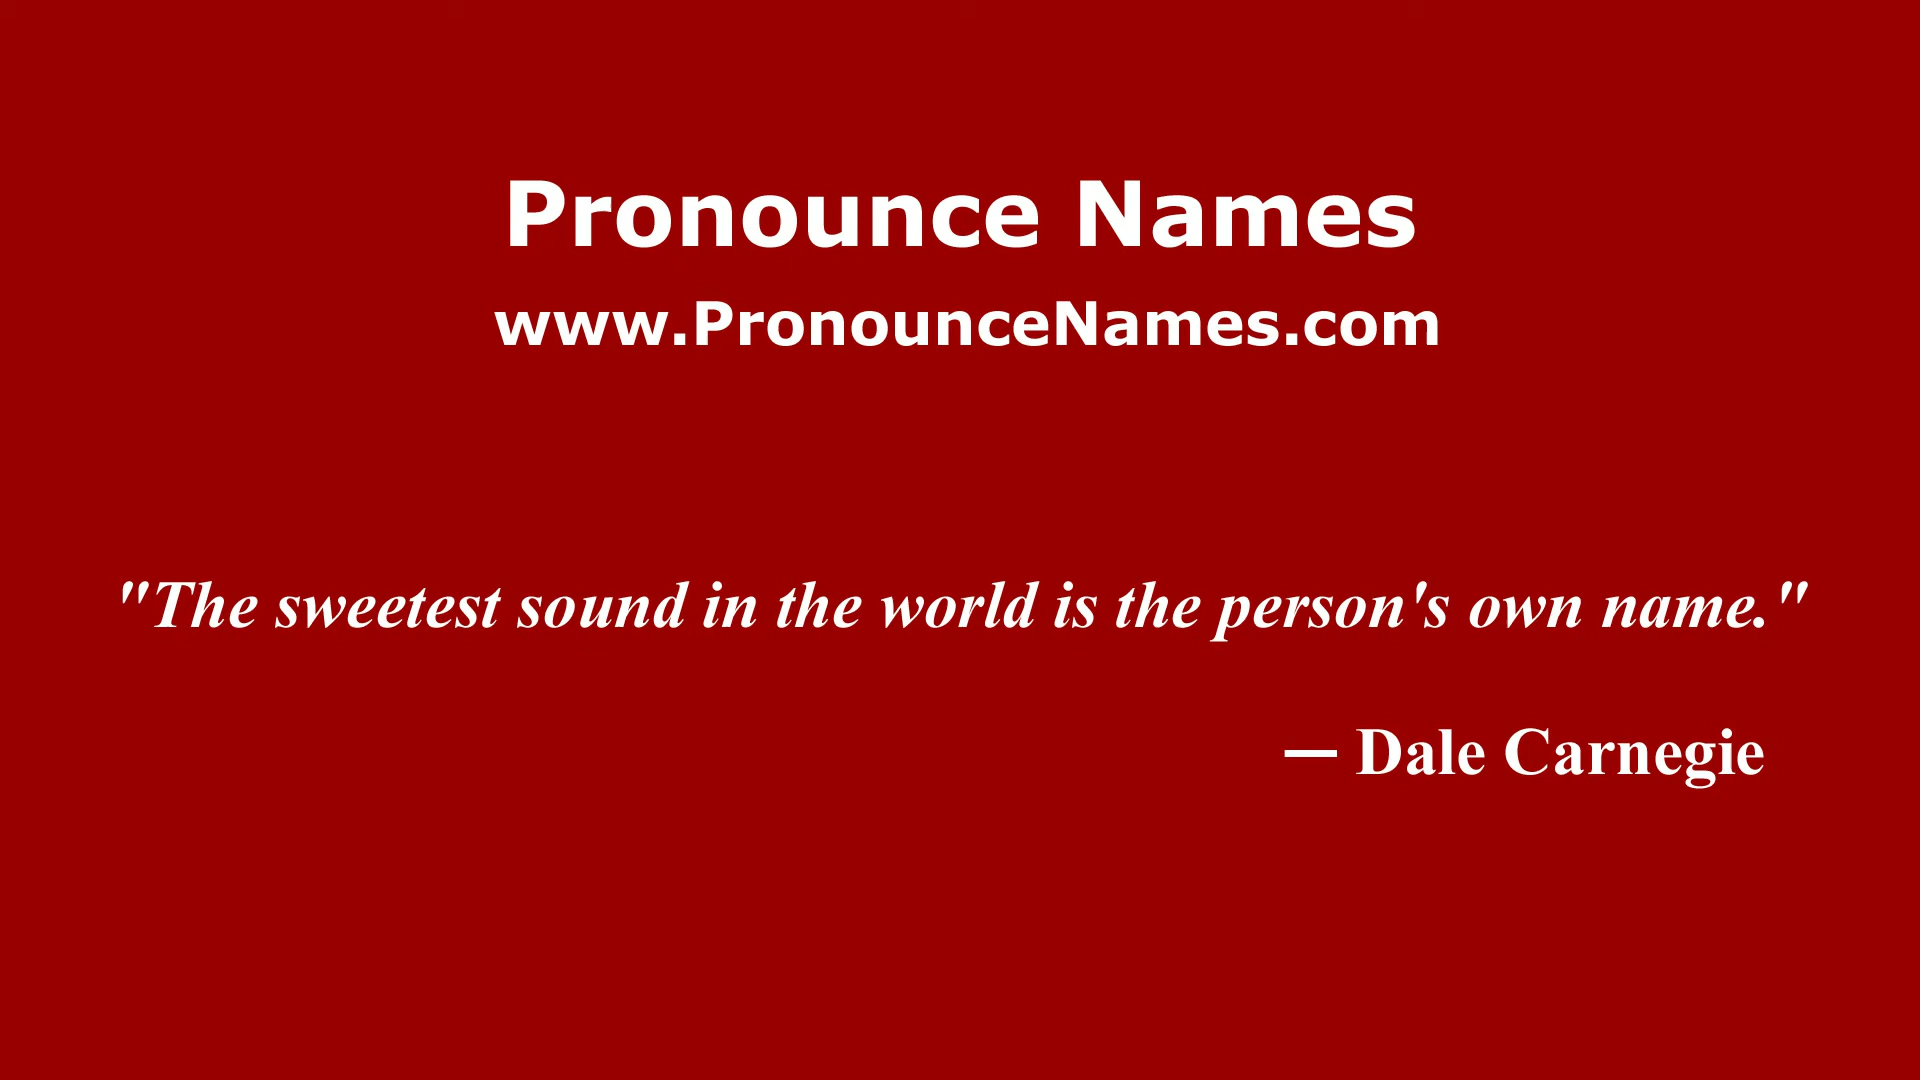 Pronounce Names
www.PronounceNames.com
"The sweetest sound in the world is the person's own name."
— Dale Carnegie